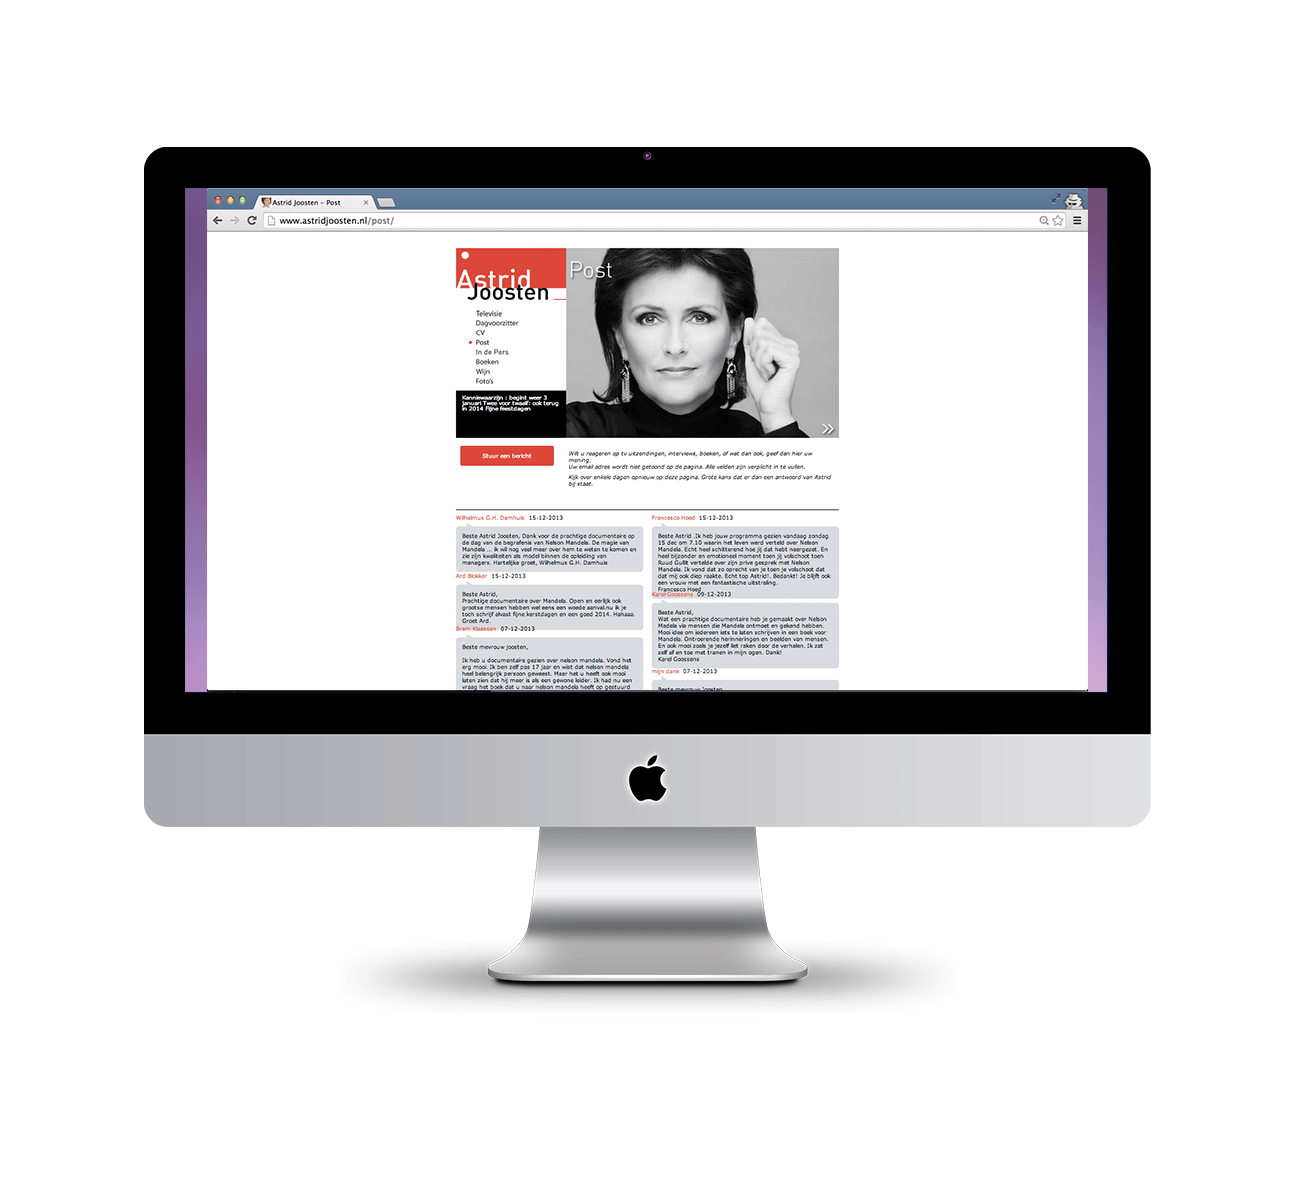 Astrid Joosten – Post
www.astridjoosten.nl/post/
Astrid
Joosten
Post
Televisie
Dagvoorzitter
CV
Post
In de Pers
Boeken
Wijn
Foto's
Kanniewaarzijn : begint weer 3
januari Twee voor twaalf: ook terug
in 2014 Fijne feestdagen
Stuur een bericht
Wilt u reageren op tv uitzendingen, interviews, boeken, of wat dan ook, geef dan hier uw
mening.
Uw email adres wordt niet getoond op de pagina. Alle velden zijn verplicht in te vullen.
Kijk over enkele dagen opnieuw op deze pagina. Grote kans dat er dan een antwoord van Astrid
bij staat.
Wilhelmus G.H. Damhuis 15-12-2013
Beste Astrid Joosten, Dank voor de prachtige documentaire op
de dag van de begrafenis van Nelson Mandela. De magie van
Mandela ... ik wil nog veel meer over hem te weten te komen en
zie zijn kwaliteiten als model binnen de opleiding van
managers. Hartelijke groet, Wilhelmus G.H. Damhuis
Ard Blokker 15-12-2013
Beste Astrid,
Prachtige documentaire over Mandela. Open en eerlijk ook
grootse mensen hebben wel eens een woede aanval.nu ik je
toch schrijf alvast fijne kerstdagen en een goed 2014. Hahaaa.
Groet Ard.
Bram Klaassen 07-12-2013
Beste mevrouw joosten,
Ik heb u documentaire gezien over nelson mandela. Vond het
erg mooi. Ik ben zelf pas 17 jaar en wist dat nelson mandela
heel belangrijk persoon geweest. Maar het u heeft ook mooi
laten zien dat hij meer is als een gewone leider. Ik had nu een
vraag het boek dat u naar nelson mandela heeft op gestuurd
Francesco Hoed 15-12-2013
Beste Astrid .Ik heb jouw programma gezien vandaag zondag
15 dec om 7.10 waarin het leven werd verteld over Nelson
Mandela. Echt heel schitterend hoe jij dat hebt neergezet. En
heel bijzonder en emotioneel moment toen jij volschoot toen
Ruud Gullit vertelde over zijn prive gesprek met Nelson
Mandela. Ik vond dat zo oprecht van je toen je volschoot dat
dat mij ook diep raakte. Echt top Astrid!. Bedankt! Je blijft ook
een vrouw met een fantastische uitstraling.
Francesco Hoed
Karel Goossens 09-12-2013
Beste Astrid,
Wat een prachtige documentaire heb je gemaakt over Nelson
Madela via mensen die Mandela ontmoet en gekend hebben.
Mooi idee om iedereen iets te laten schrijven in een boek voor
Mandela. Ontroerende herinneringen en beelden van mensen.
En ook mooi zoals je jezelf liet raken door de verhalen. Ik zat
zelf af en toe met tranen in mijn ogen. Dank!
Karel Goossens
mijn dank 07-12-2013
Beste mevrouw Joosten